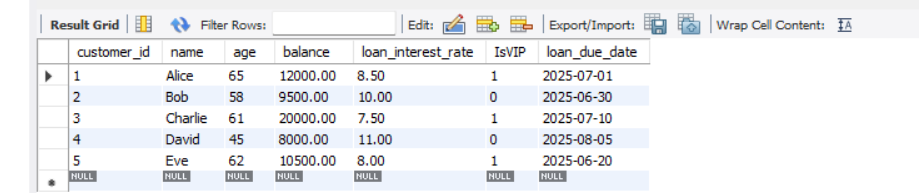 Result Grid Filter Rows: Edit: Export/Import: Wrap Cell Content: IA
customer_id name age balance loan_interest_rate IsVIP loan_due_date
1 Alice 65 12000.00 8.50 1 2025-07-01
2 Bob 58 9500.00 10.00 0 2025-06-30
3 Charlie 61 20000.00 7.50 1 2025-07-10
4 David 45 8000.00 11.00 0 2025-08-05
5 Eve 62 10500.00 8.00 1 2025-06-20
NULL NULL NULL NULL NULL NULL NULL